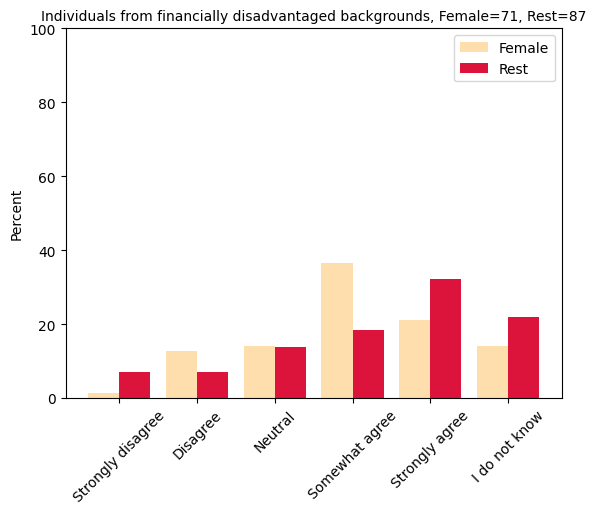 Individuals from financially disadvantaged backgrounds, Female=71, Rest=87
Female
Rest
Percent
100
80
60
40
20
0
Strongly disagree
Disagree
Neutral
Somewhat agree
Strongly agree
I do not know